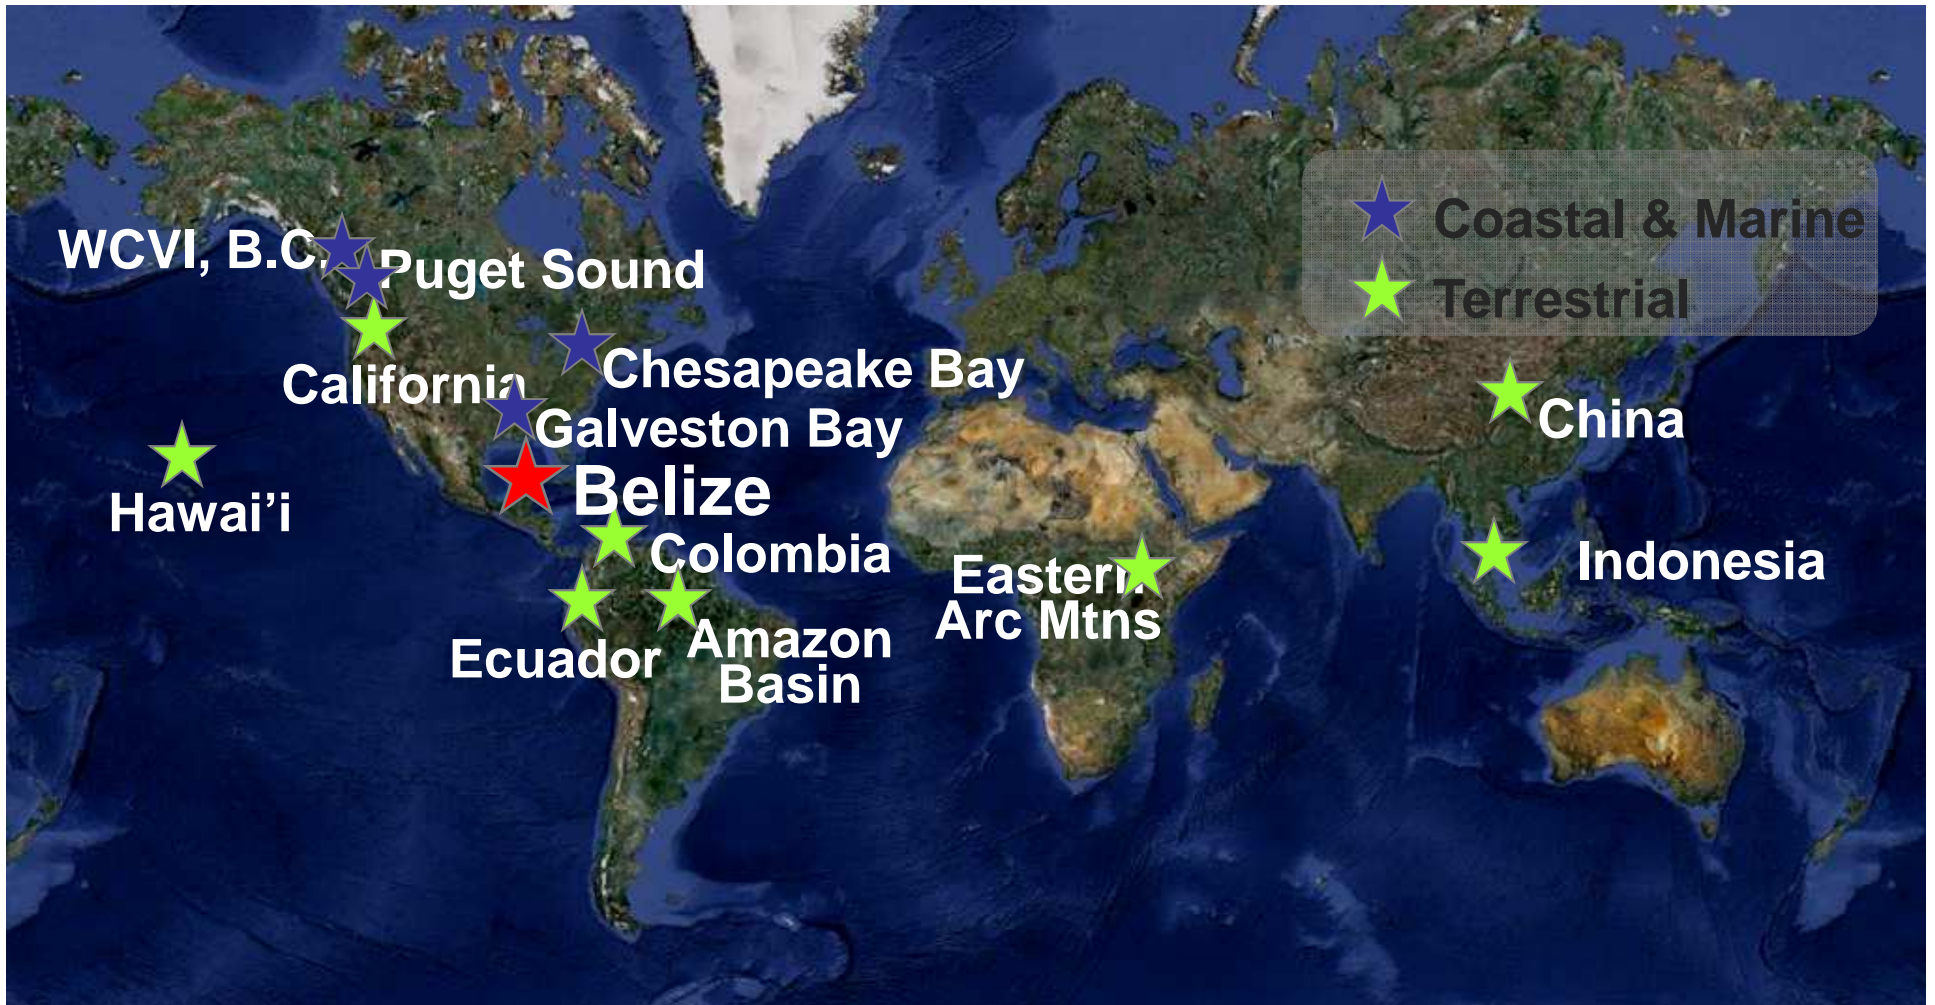 Coastal & Marine
Terrestrial
WCVI, B.C.
Puget Sound
California
Chesapeake Bay
Galveston Bay
Belize
Hawai’i
Colombia
Ecuador
Amazon
Basin
Eastern
Arc Mtns
China
Indonesia